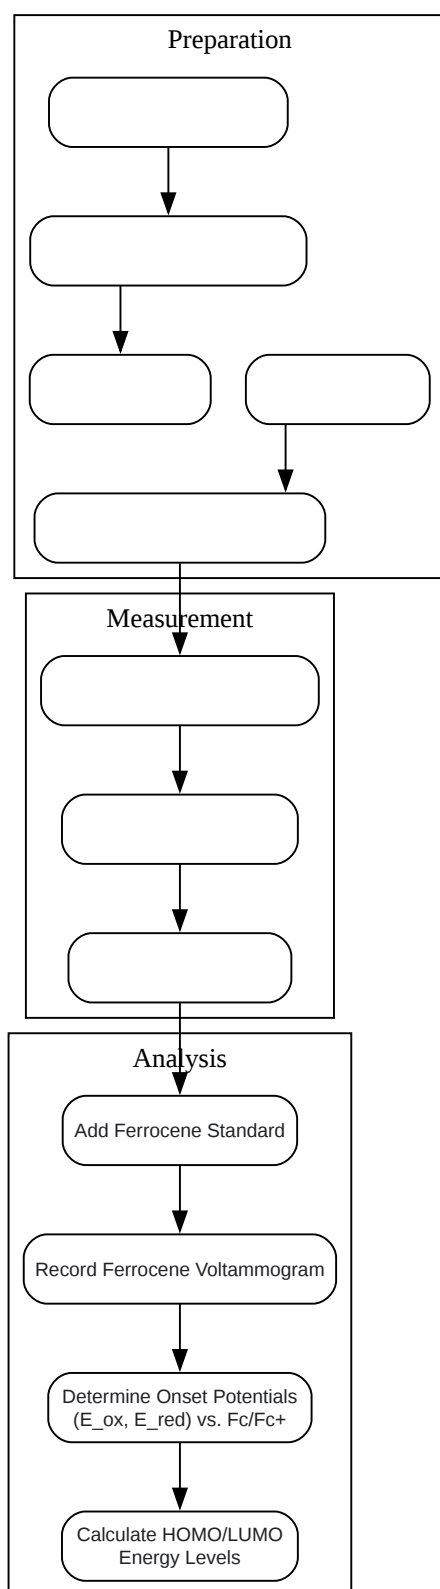 Preparation
Measurement
Analysis
Add Ferrocene Standard
Record Ferrocene Voltammogram
Determine Onset Potentials
(E_ox, E_red) vs. Fc/Fc+
Calculate HOMO/LUMO
Energy Levels